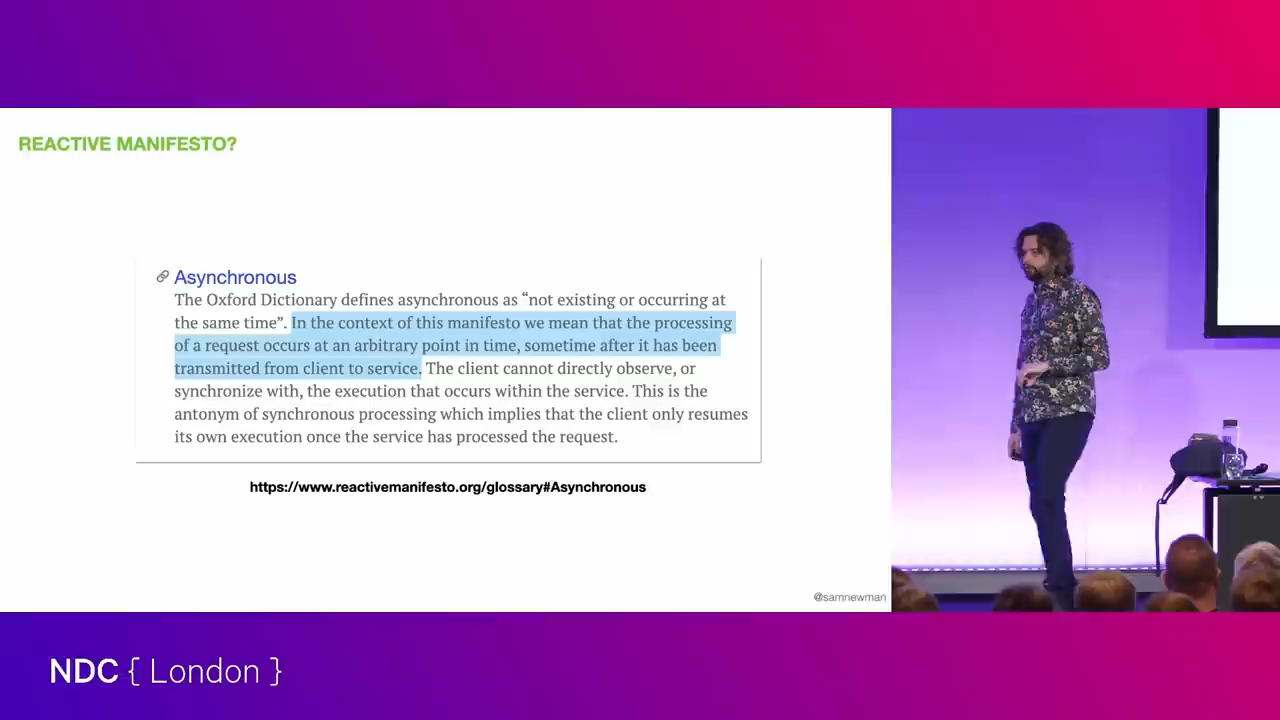 REACTIVE MANIFESTO?
Asynchronous
The Oxford Dictionary defines asynchronous as “not existing or occurring at
the same time”. In the context of this manifesto we mean that the processing
of a request occurs at an arbitrary point in time, sometime after it has been
transmitted from client to service. The client cannot directly observe, or
synchronize with, the execution that occurs within the service. This is the
antonym of synchronous processing which implies that the client only resumes
its own execution once the service has processed the request.
https://www.reactivemanifesto.org/glossary#Asynchronous
@samnewman
NDC { London }